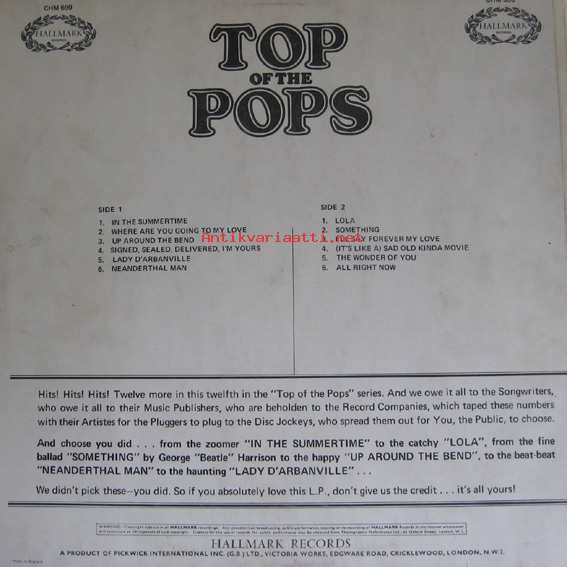 CHM 600
HALLMARK
RECORDS
HALLMARK
RECORDS
TOP
OF THE
POPS
SIDE 1
1. IN THE SUMMERTIME
2. WHERE ARE YOU GOING TO MY LOVE
3. UP AROUND THE BEND
4. SIGNED, SEALED, DELIVERED, I'M YOURS
5. LADY D'ARBANVILLE
6. NEANDERTHAL MAN
SIDE 2
1. LOLA
2. SOMETHING
3. FOREVER MY LOVE
4. (IT'S LIKE A) SAD OLD KINDA MOVIE
5. THE WONDER OF YOU
6. ALL RIGHT NOW
Antikvariaatti.net
Hits! Hits! Hits! Twelve more in this twelfth in the "Top of the Pops" series. And we owe it all to the Songwriters,
who owe it all to their Music Publishers, who are beholden to the Record Companies, which taped these numbers
with their Artistes for the Pluggers to plug to the Disc Jockeys, who spread them out for You, the Public, to choose.
And choose you did . . . from the zoomer "IN THE SUMMERTIME" to the catchy "LOLA", from the fine
ballad "SOMETHING" by George "Beatle" Harrison to the happy "UP AROUND THE BEND", to the beat-beat
"NEANDERTHAL MAN" to the haunting "LADY D'ARBANVILLE" . . .
We didn't pick these--you did. So if you absolutely love this L.P., don't give us the credit . . . it's all yours!
HALLMARK RECORDS
A PRODUCT OF PICKWICK INTERNATIONAL INC. (G.B.) LTD., VICTORIA WORKS, EDGWARE ROAD, CRICKLEWOOD, LONDON, N.W.2.